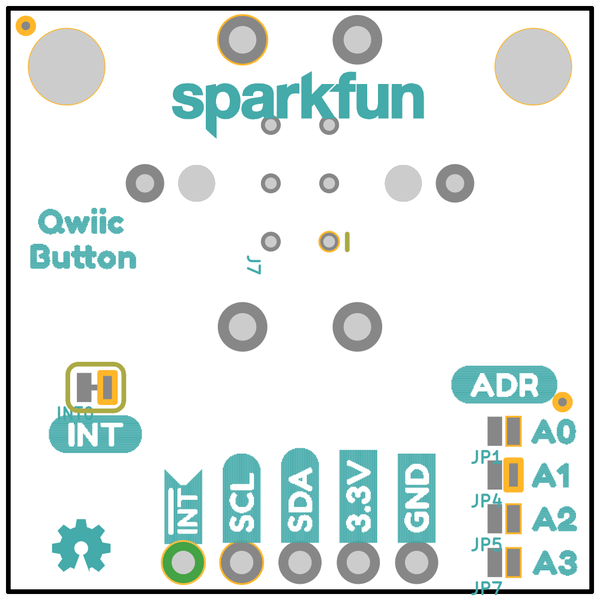 sparkfun
Qwiic
Button
J7
INT0
INT
ADR
A0
JP1
A1
JP4
A2
JP5
A3
JP7
INT
SCL
SDA
3.3V
GND